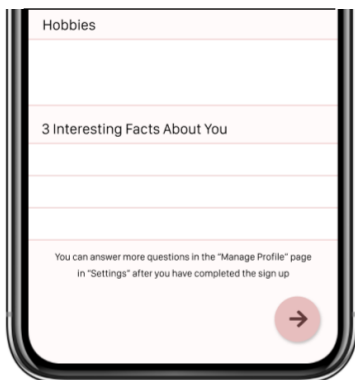 Hobbies
3 Interesting Facts About You
You can answer more questions in the "Manage Profile" page
in "Settings" after you have completed the sign up